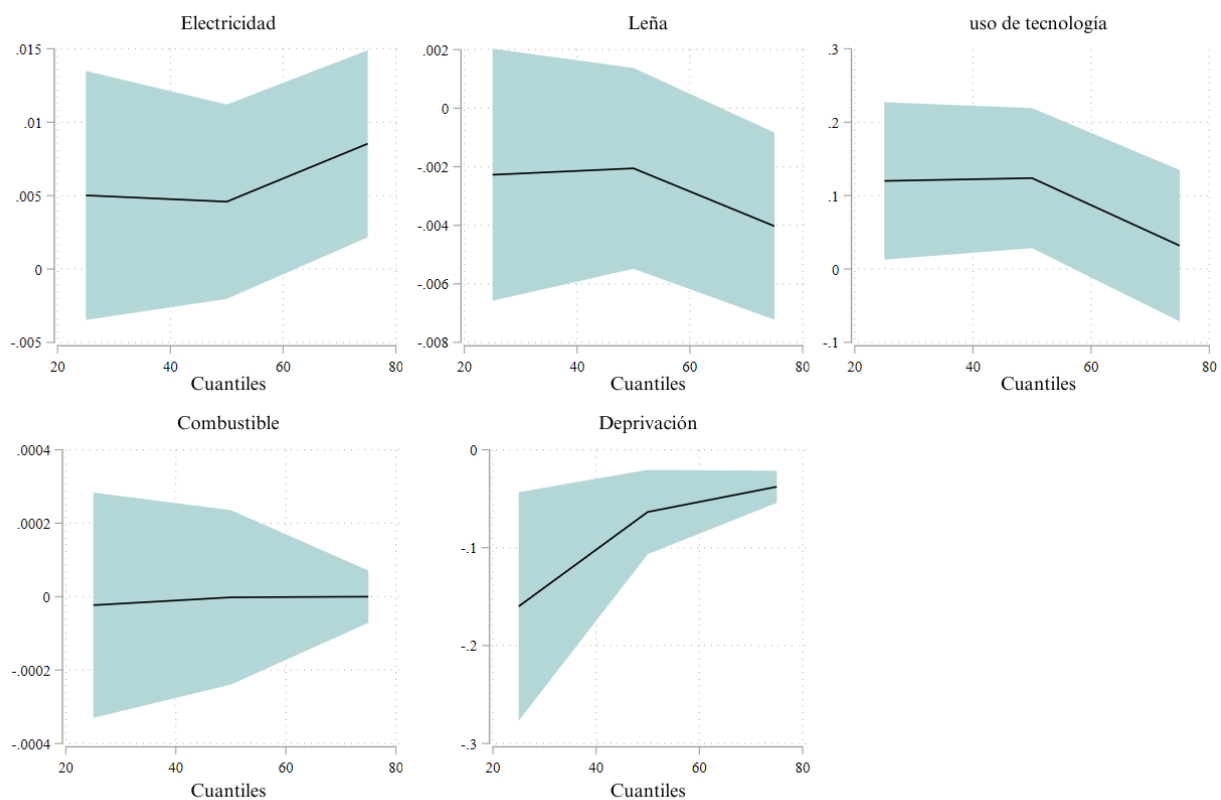 Electricidad
.015
.01
.005
0
-.005
20 40 60 80
Cuantiles
Leña
.002
0
-.002
-.004
-.006
-.008
20 40 60 80
Cuantiles
uso de tecnología
.3
.2
.1
0
-.1
20 40 60 80
Cuantiles
Combustible
.0004
.0002
0
-.0002
-.0004
20 40 60 80
Cuantiles
Deprivación
0
-.1
-.2
-.3
20 40 60 80
Cuantiles